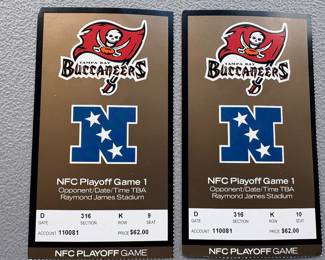 TAMPA BAY
BUCCANEERS
N
NFC Playoff Game 1
Opponent/Date/Time TBA
Raymond James Stadium
D 316 K 9
GATE SECTION ROW SEAT
ACCOUNT 110081 PRICE $62.00
NFC PLAYOFF GAME
TAMPA BAY
BUCCANEERS
N
NFC Playoff Game 1
Opponent/Date/Time TBA
Raymond James Stadium
D 316 K 10
GATE SECTION ROW SEAT
ACCOUNT 110081 PRICE $62.00
NFC PLAYOFF GAME